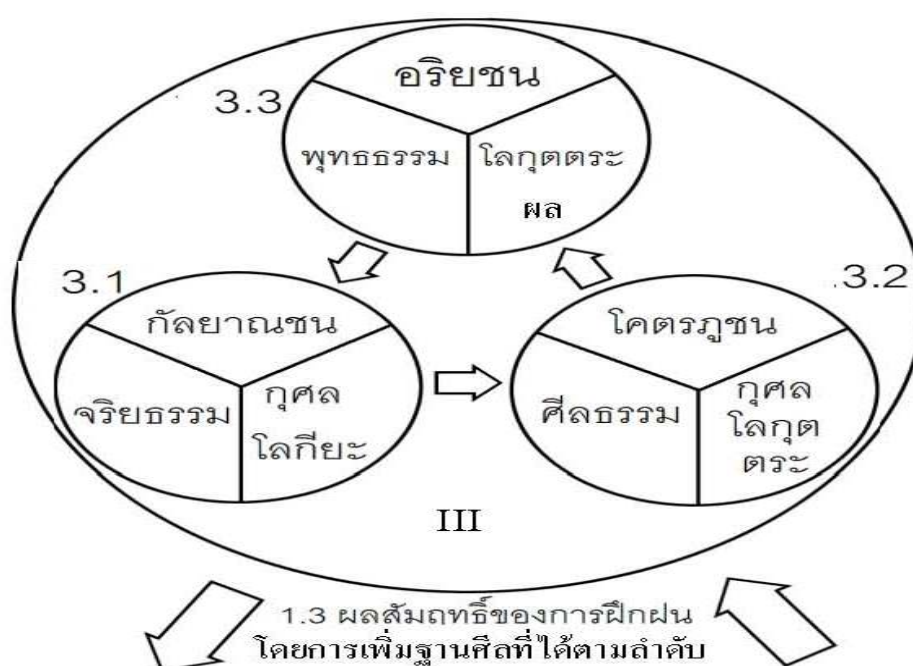 อริยชน
3.3
พุทธธรรม
โลกุตตระ
ผล
3.1
กัลยาณชน
จริยธรรม
กุศล
โลกียะ
.3.2
โคตรภูชน
ศีลธรรม
กุศล
โลกุต
ตระ
III
1.3 ผลสัมฤทธิ์ของการฝึกฝน
โดยการเพิ่มฐานศีลที่ได้ตามลำดับ